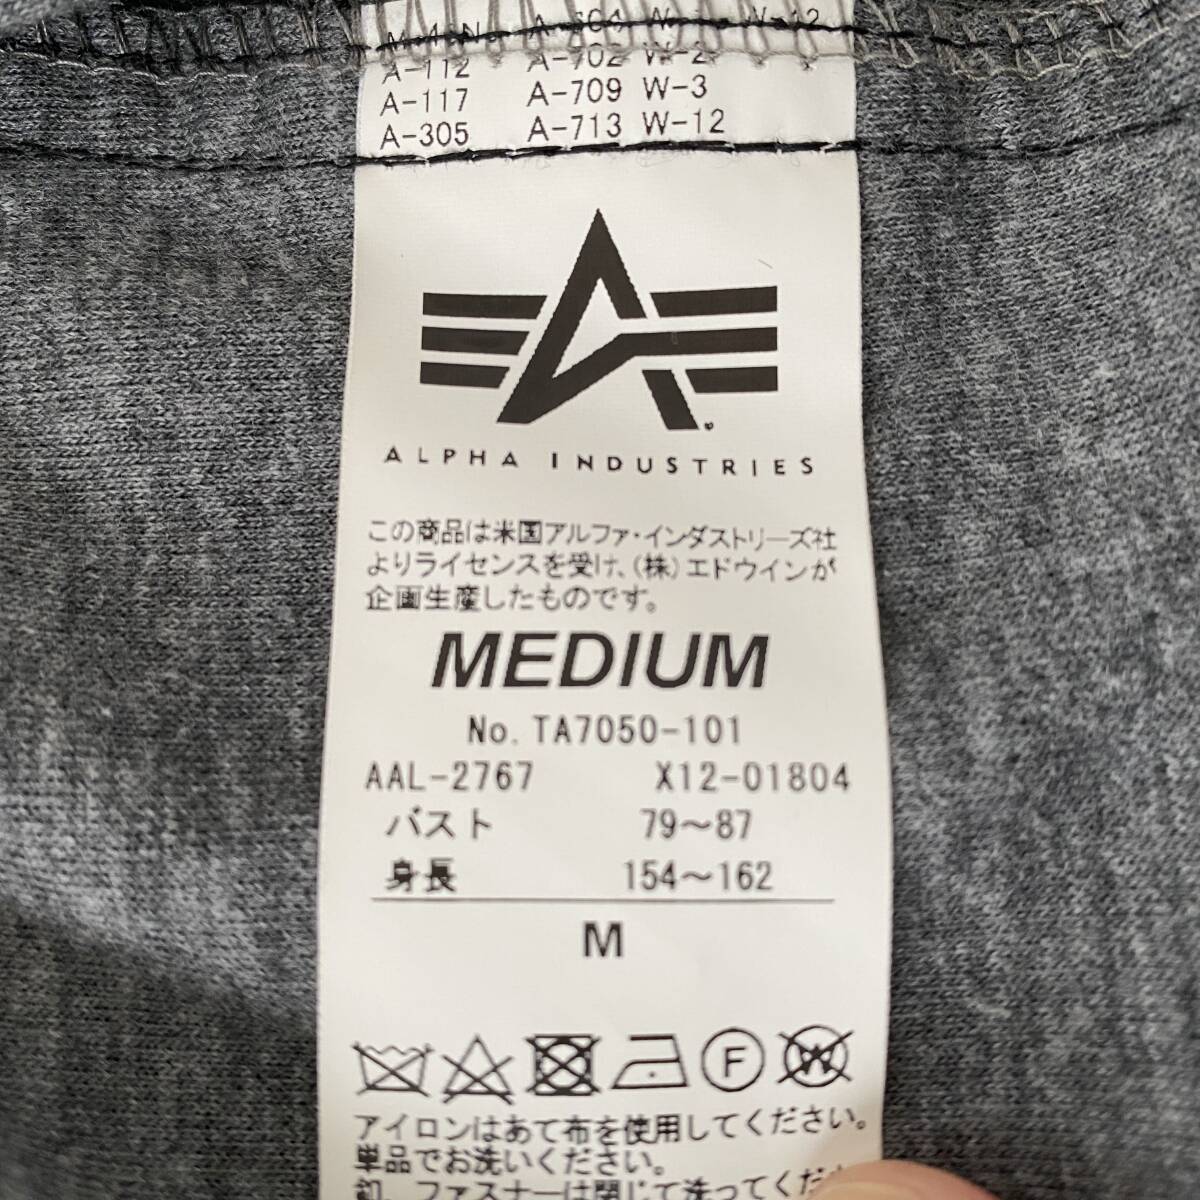 A-112 A-702 W-2
A-117 A-709 W-3
A-305 A-713 W-12
ALPHA INDUSTRIES
この商品は米国アルファ・インダストリーズ社
よりライセンスを受け、(株)エドウインが
企画生産したものです。
MEDIUM
No. TA7050-101
AAL-2767 X12-01804
バスト 79～87
身長 154～162
M
F W
アイロンはあて布を使用してください。
単品でお洗いください。
釦、ファスナーは閉じて洗ってくだ